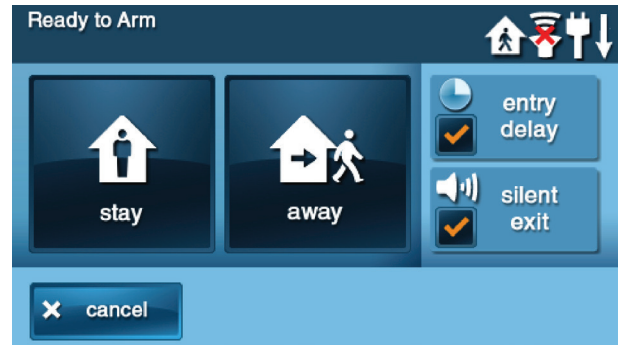 Ready to Arm
stay
away
entry
delay
silent
exit
cancel